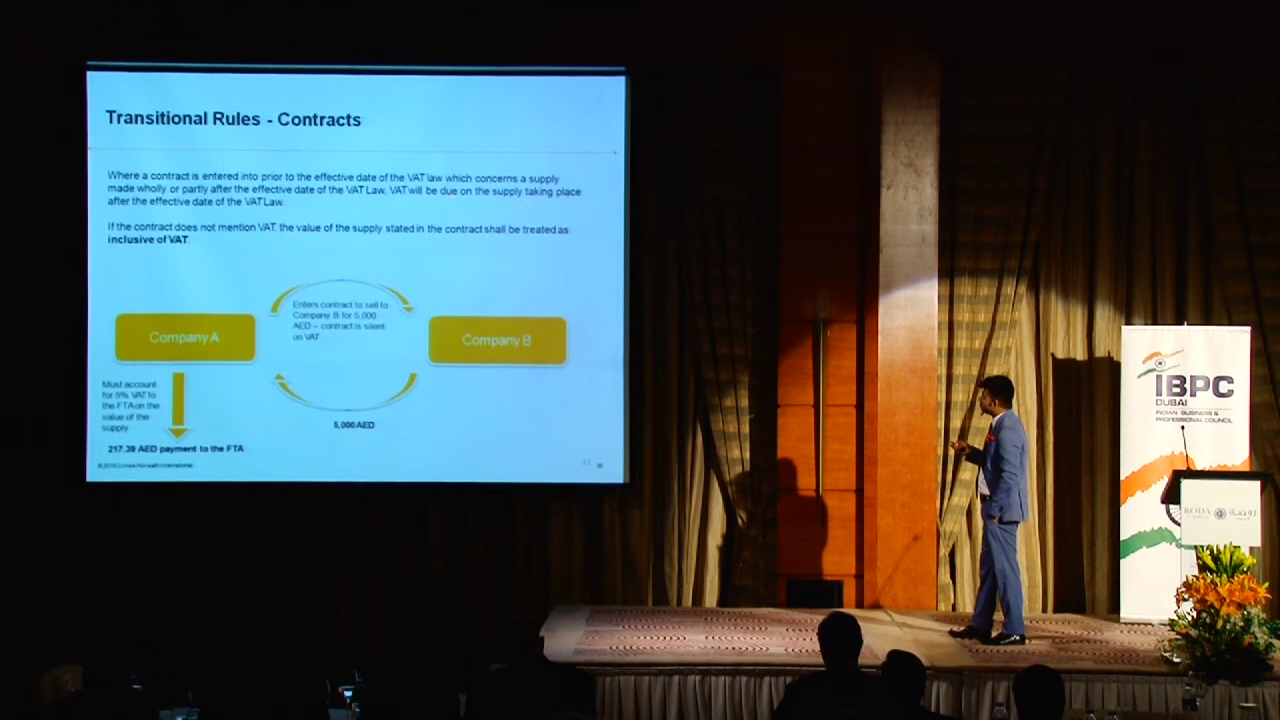 Transitional Rules - Contracts
Where a contract is entered into prior to the effective date of the VAT law which concerns a supply
made wholly or partly after the effective date of the VAT Law, VAT will be due on the supply taking place
after the effective date of the VAT Law.
If the contract does not mention VAT, the value of the supply stated in the contract shall be treated as
inclusive of VAT.
Enters contract to sell to
Company B for 5,000
AED – contract is silent
on VAT
Company A
Company B
Must account
for 5% VAT to
the FTA on the
value of the
supply
5,000 AED
217.39 AED payment to the FTA
IBPC
DUBAI
INDIAN BUSINESS &
PROFESSIONAL COUNCIL
RODA